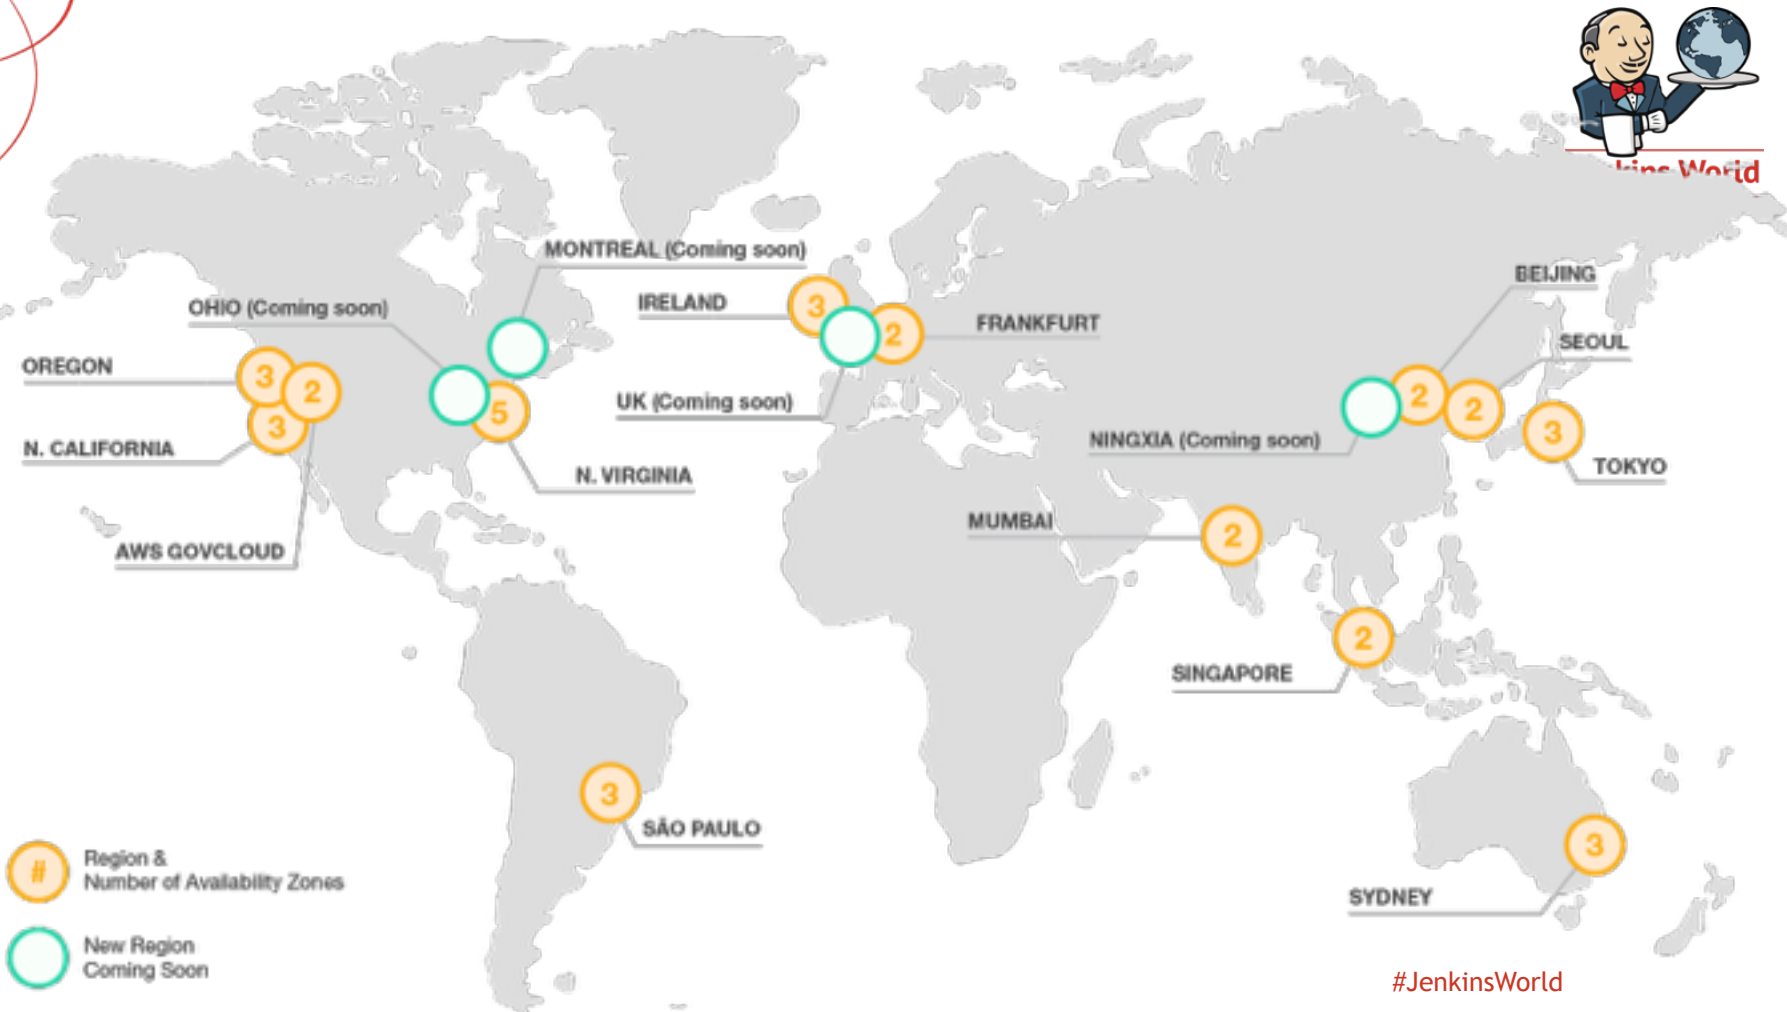 kins World
MONTREAL (Coming soon)
BEIJING
IRELAND
OHIO (Coming soon)
FRANKFURT
SEOUL
OREGON
3
2
3
3
2
5
2
2
3
UK (Coming soon)
N. CALIFORNIA
NINGXIA (Coming soon)
TOKYO
N. VIRGINIA
MUMBAI
2
AWS GOVCLOUD
2
SINGAPORE
3
SÃO PAULO
3
SYDNEY
#
Region &
Number of Availability Zones
New Region
Coming Soon
#JenkinsWorld